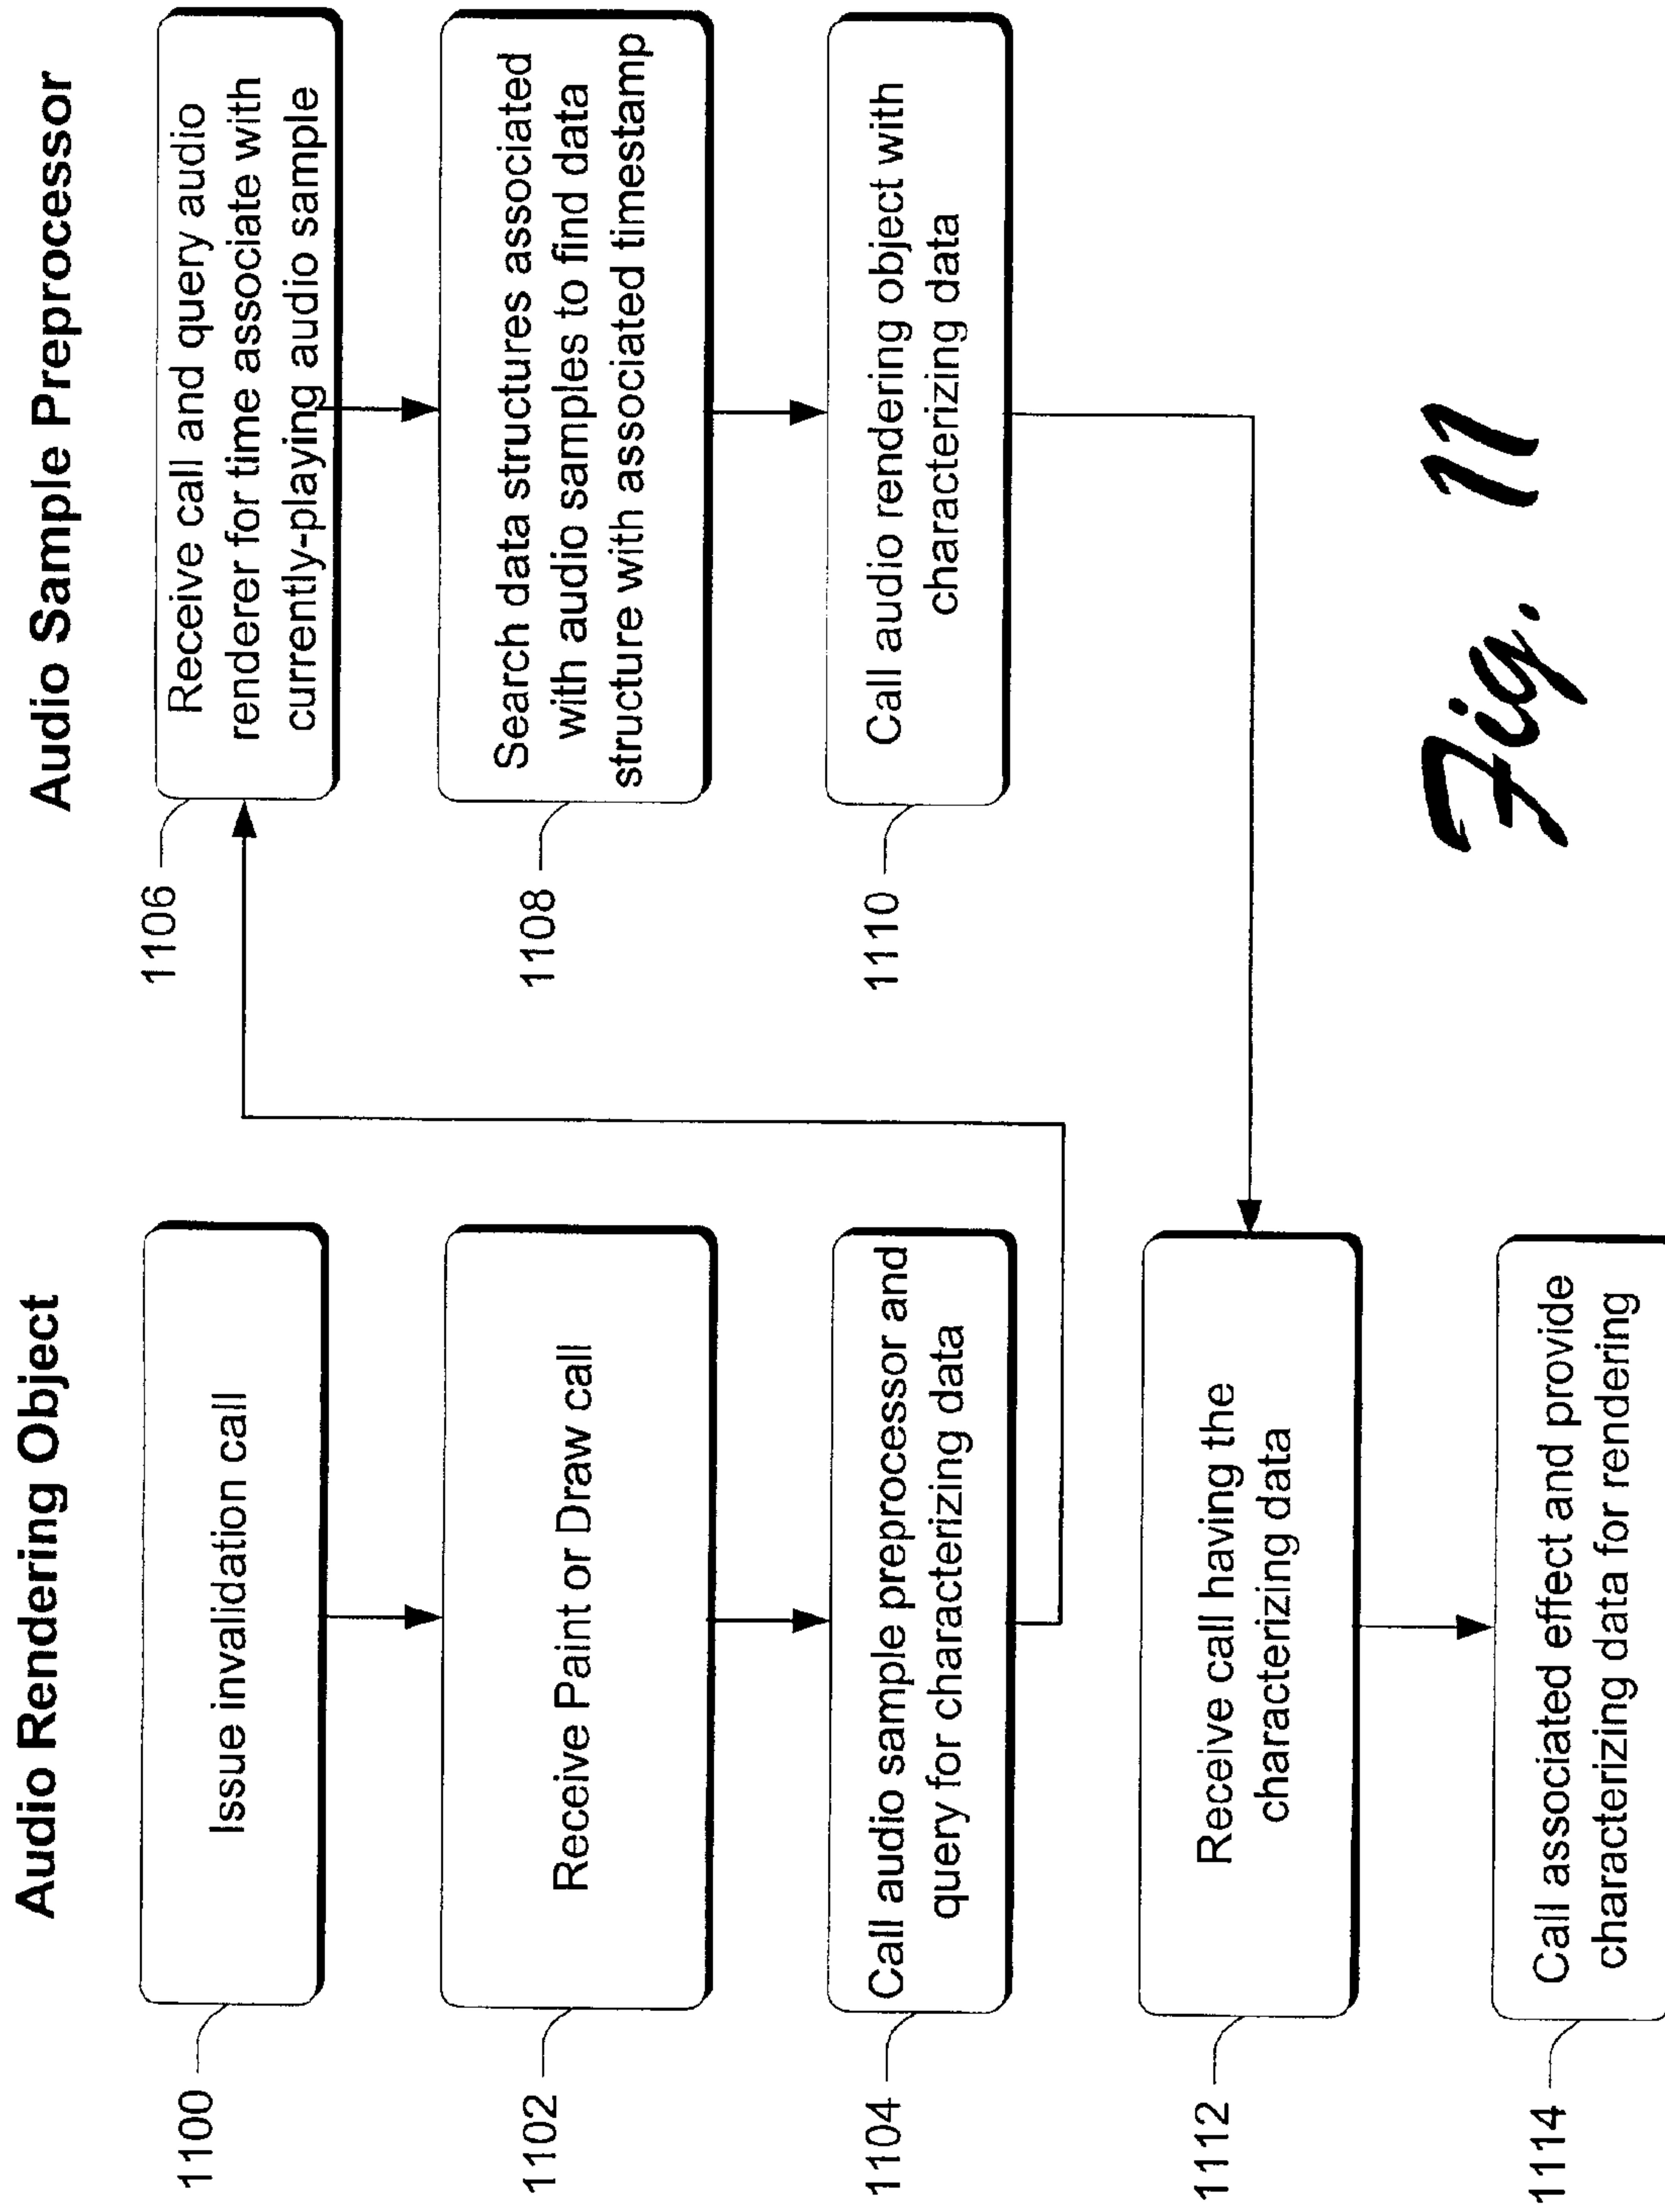 Audio Rendering Object
1100
Issue invalidation call
1102
Receive Paint or Draw call
1104
Call audio sample preprocessor and
query for characterizing data
1112
Receive call having the
characterizing data
1114
Call associated effect and provide
characterizing data for rendering
Audio Sample Preprocessor
1106
Receive call and query audio
renderer for time associate with
currently-playing audio sample
1108
Search data structures associated
with audio samples to find data
structure with associated timestamp
1110
Call audio rendering object with
characterizing data
Fig. 11